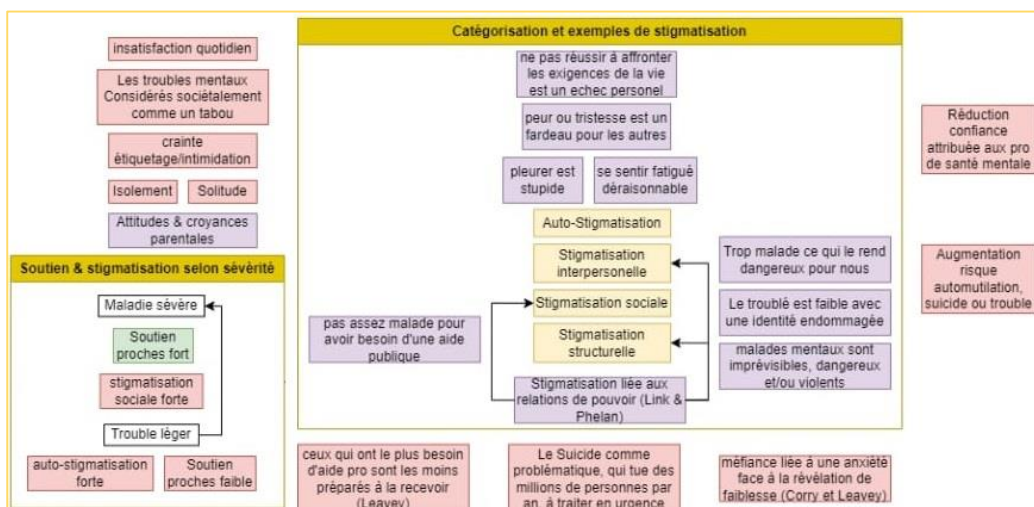 insatisfaction quotidien
Les troubles mentaux
Considérés sociétalement
comme un tabou
crainte
étiquetage/intimidation
Isolement
Solitude
Attitudes & croyances
parentales
Soutien & stigmatisation selon sévèrité
Maladie sévère
Soutien
proches fort
stigmatisation
sociale forte
Trouble léger
auto-stigmatisation
forte
Soutien
proches faible
Catégorisation et exemples de stigmatisation
ne pas réussir à affronter
les exigences de la vie
est un echec personel
peur ou tristesse est un
fardeau pour les autres
pleurer est
stupide
se sentir fatigué
déraisonnable
Auto-Stigmatisation
Stigmatisation
interpersonelle
Stigmatisation sociale
Stigmatisation
structurelle
Stigmatisation liée aux
relations de pouvoir (Link &
Phelan)
pas assez malade pour
avoir besoin d'une aide
publique
Trop malade ce qui le rend
dangereux pour nous
Le troublé est faible avec
une identité endommagée
malades mentaux sont
imprévisibles, dangereux
et/ou violents
Réduction
confiance
attribuée aux pro
de santé mentale
Augmentation
risque
automutilation,
suicide ou trouble
ceux qui ont le plus besoin
d'aide pro sont les moins
préparés à la recevoir
(Leavey)
Le Suicide comme
problématique, qui tue des
millions de personnes par
an, à traiter en urgence
méfiance liée à une anxiété
face à la révélation de
faiblesse (Corry et Leavey)